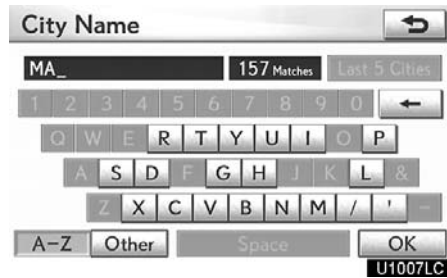 City Name
MA_ 157 Matches Last 5 Cities
1 2 3 4 5 6 7 8 9 0
Q W E R T Y U I O P
A S D F G H J K L &
Z X C V B N M / ' -
A-Z Other Space OK
U1007LC